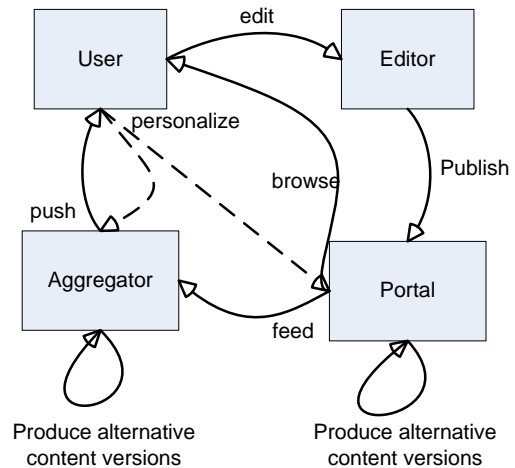 edit
User
Editor
personalize
browse
Publish
push
Aggregator
Portal
feed
Produce alternative
content versions
Produce alternative
content versions